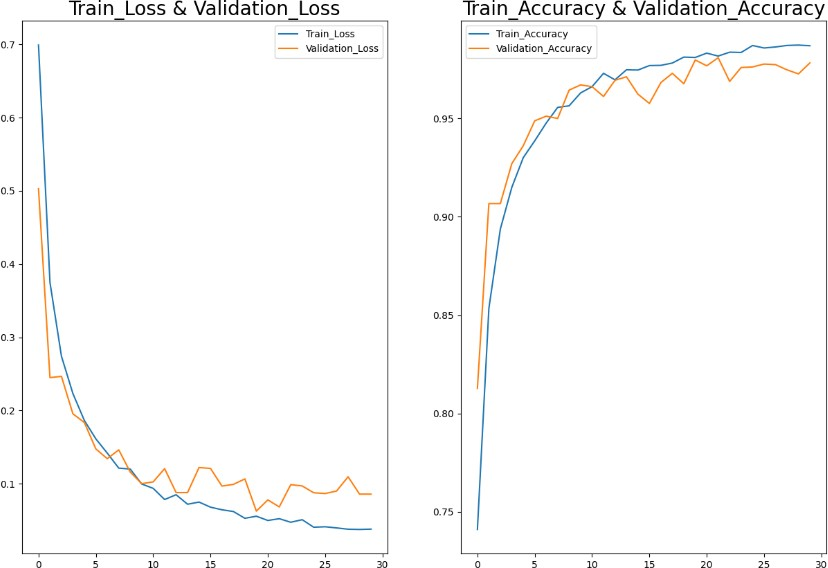 Train_Loss & Validation_Loss
Train_Loss
Validation_Loss
0.7
0.6
0.5
0.4
0.3
0.2
0.1
0 5 10 15 20 25 30
Train_Accuracy & Validation_Accuracy
Train_Accuracy
Validation_Accuracy
0.95
0.90
0.85
0.80
0.75
0 5 10 15 20 25 30